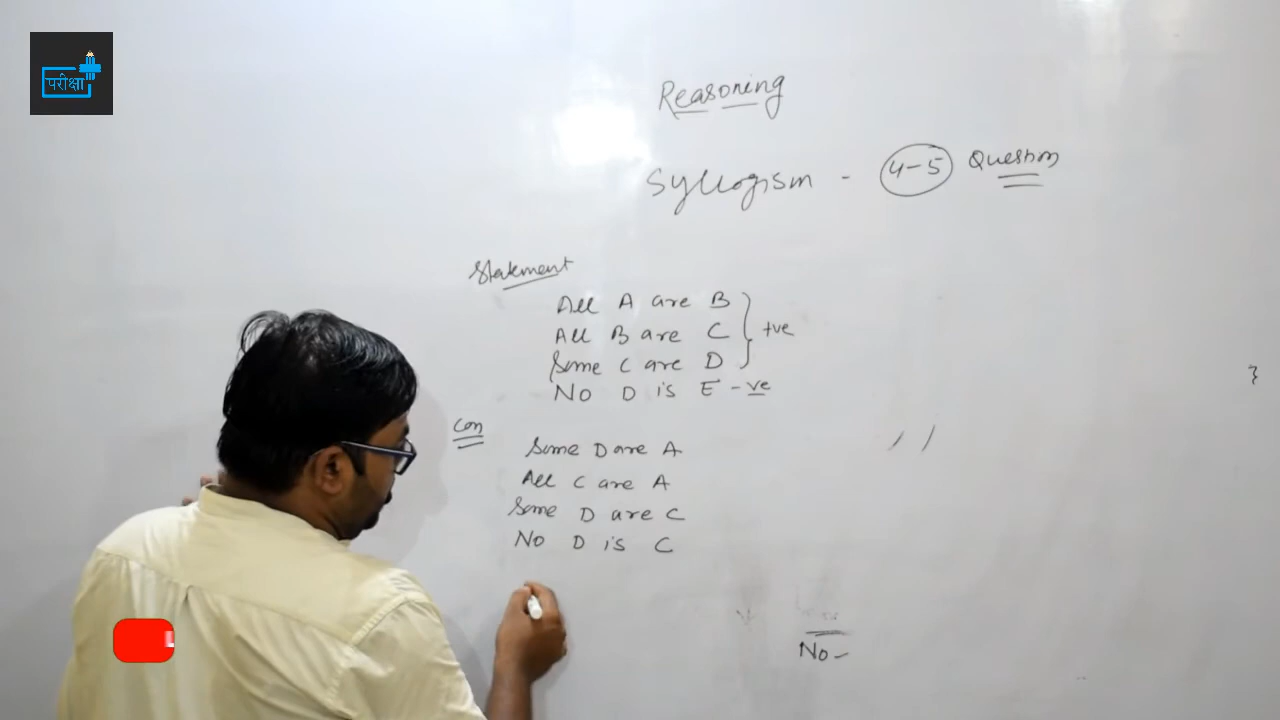 परीक्षा
Reasoning
Syllogism - 4-5 Question
Statement
All A are B
All B are C
Some C are D
+ve
No D is E -ve
Con
Some D are A
All C are A
Some D are C
No D is C
No -